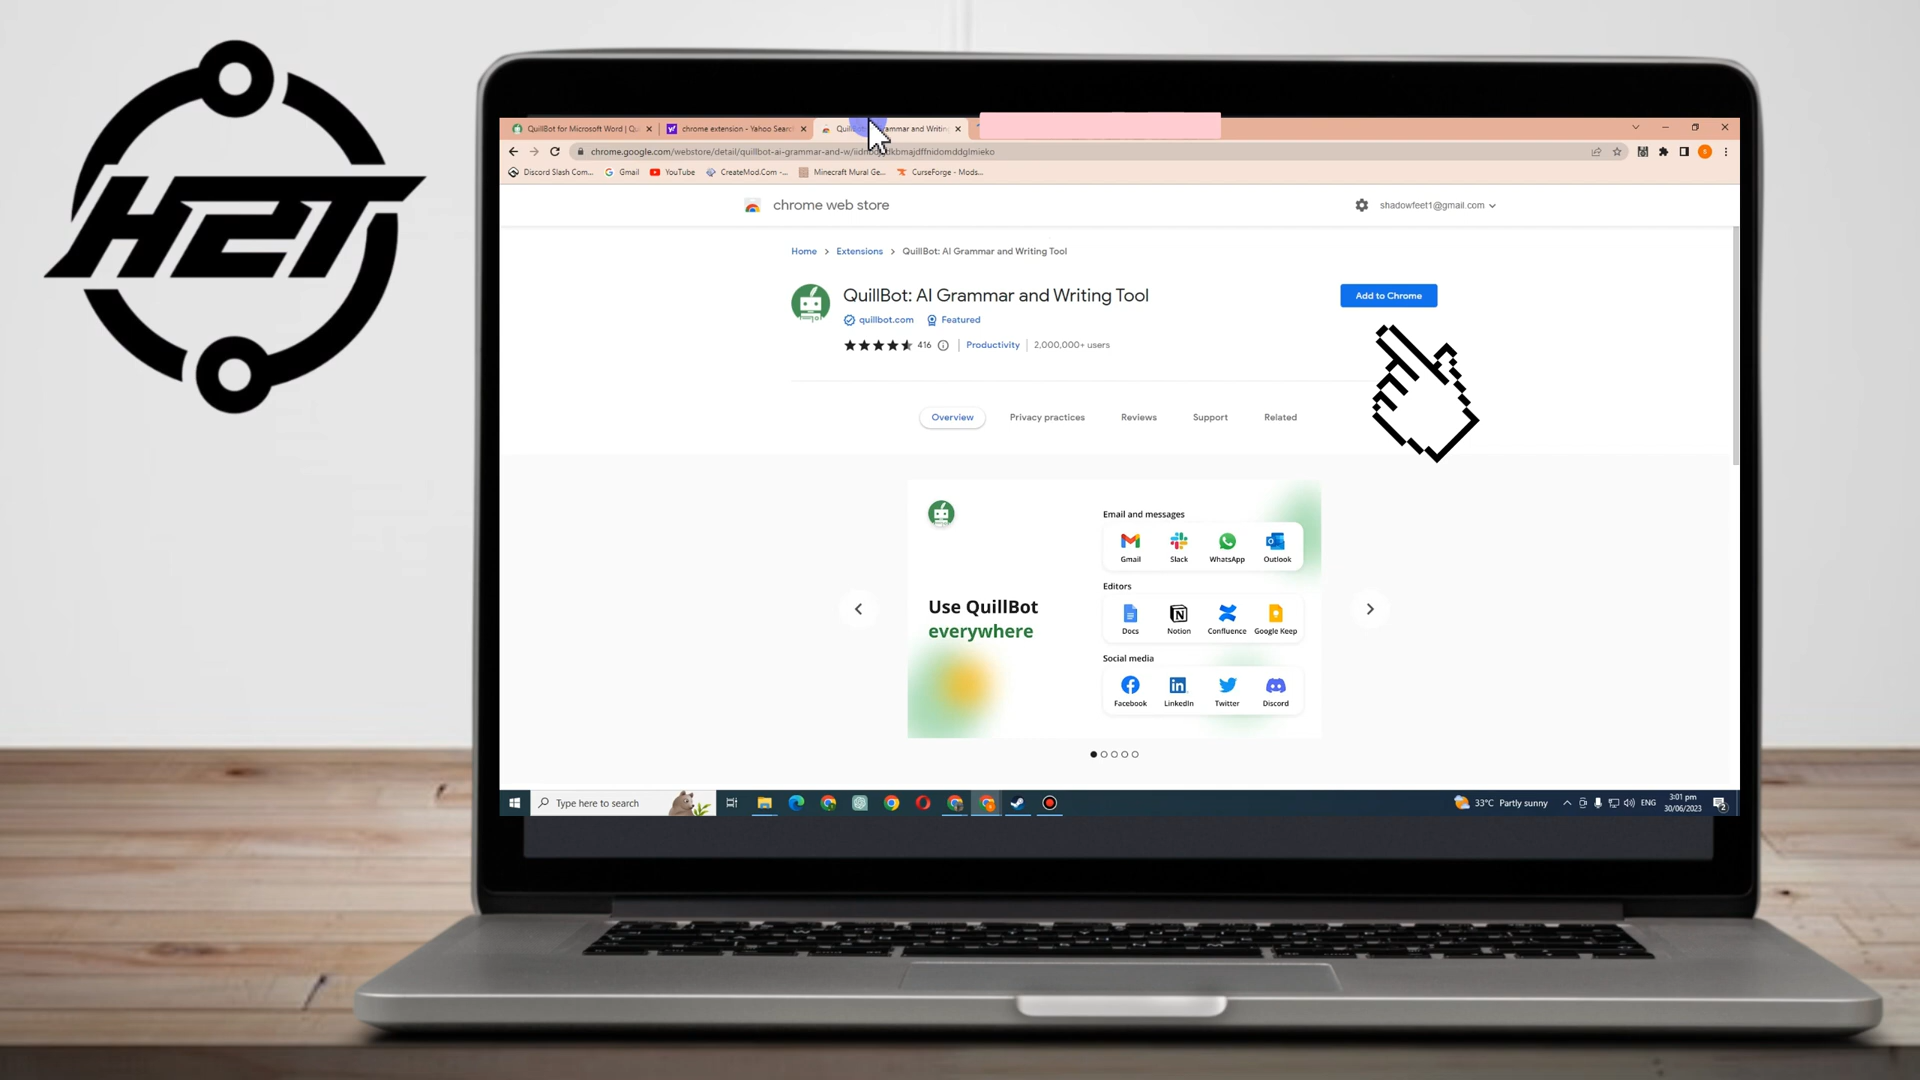 H2T
QuillBot for Microsoft Word | Qu
chrome extension - Yahoo Sear
chrome.google.com/webstore/detail/quillbot-ai-grammar-and-w/
Discord Slash Com...
Gmail
YouTube
CreateMod.Com -...
Minecraft Mural Ge...
CurseForge - Mods...
chrome web store
shadowfeet1@gmail.com
Home > Extensions > QuillBot: AI Grammar and Writing Tool
QuillBot: AI Grammar and Writing Tool
Add to Chrome
quillbot.com Featured
416 Productivity 2,000,000+ users
Overview Privacy practices Reviews Support Related
Email and messages
Gmail Slack WhatsApp Outlook
Editors
Use QuillBot
everywhere
Docs Notion Confluence Google Keep
Social media
Facebook LinkedIn Twitter Discord
Type here to search
33°C Partly sunny
ENG
3:01 pm
30/06/2023
2